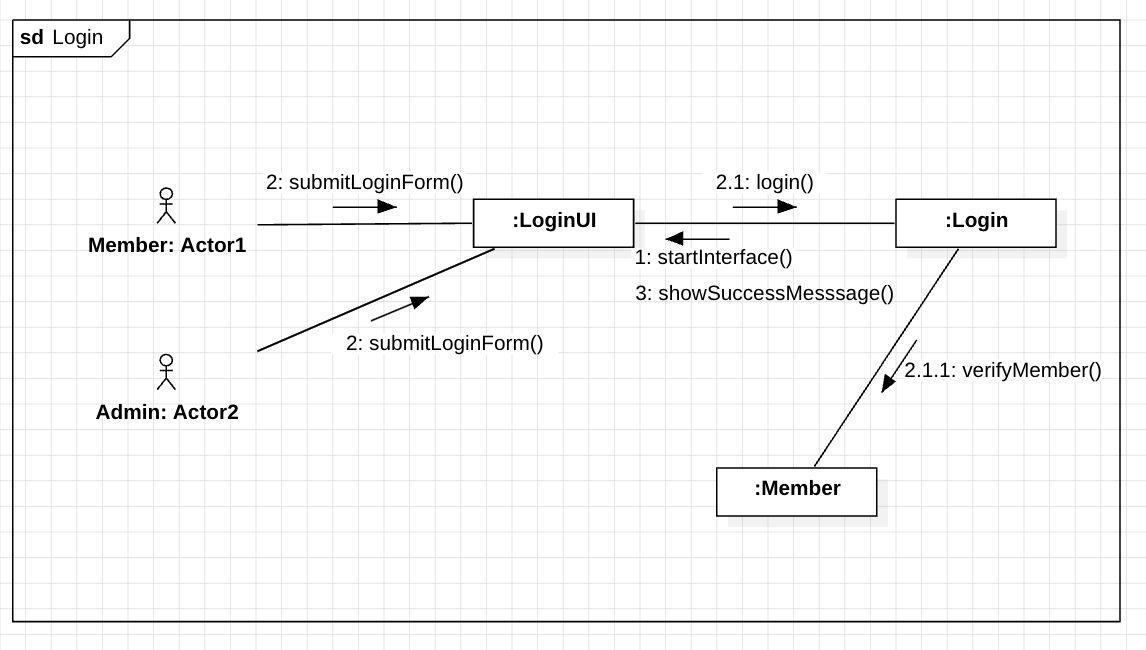 sd Login
2: submitLoginForm()
2.1: login()
:LoginUI
:Login
Member: Actor1
1: startInterface()
3: showSuccessMesssage()
2: submitLoginForm()
2.1.1: verifyMember()
Admin: Actor2
:Member